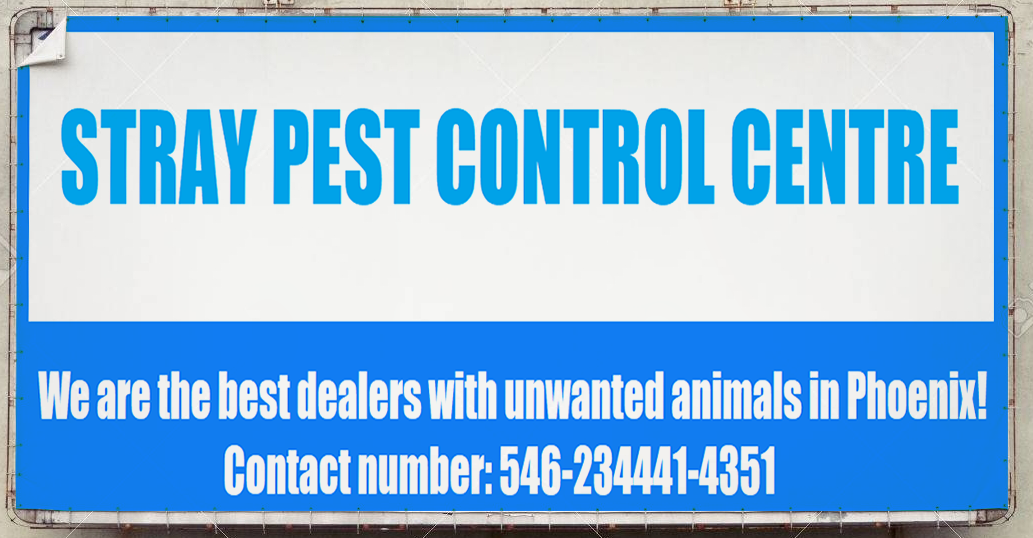 STRAY PEST CONTROL CENTRE
We are the best dealers with unwanted animals in Phoenix!
Contact number: 546-234441-4351